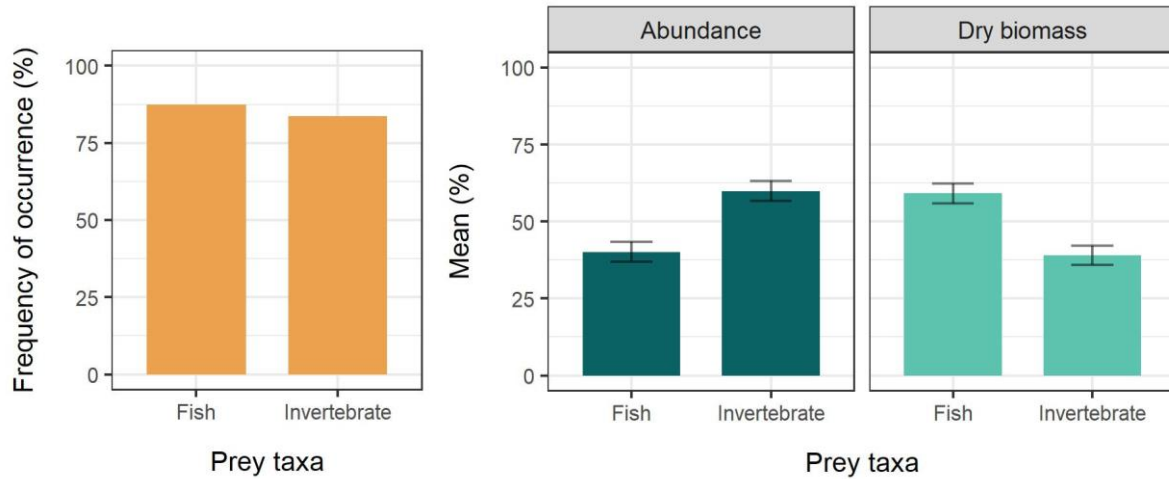 Frequency of occurrence (%)
100
75
50
25
0
Fish Invertebrate
Prey taxa
Abundance Dry biomass
Mean (%)
100
75
50
25
0
Fish Invertebrate Fish Invertebrate
Prey taxa